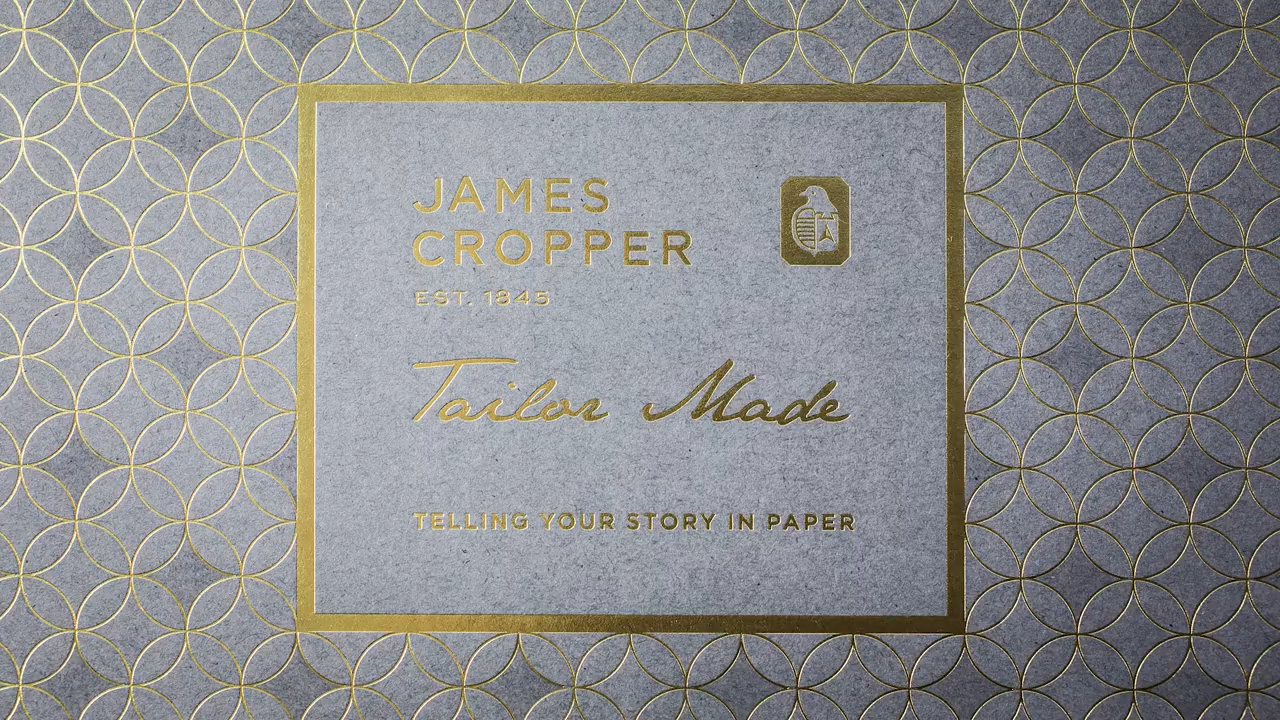 JAMES
CROPPER
EST. 1845
Tailor Made
TELLING YOUR STORY IN PAPER